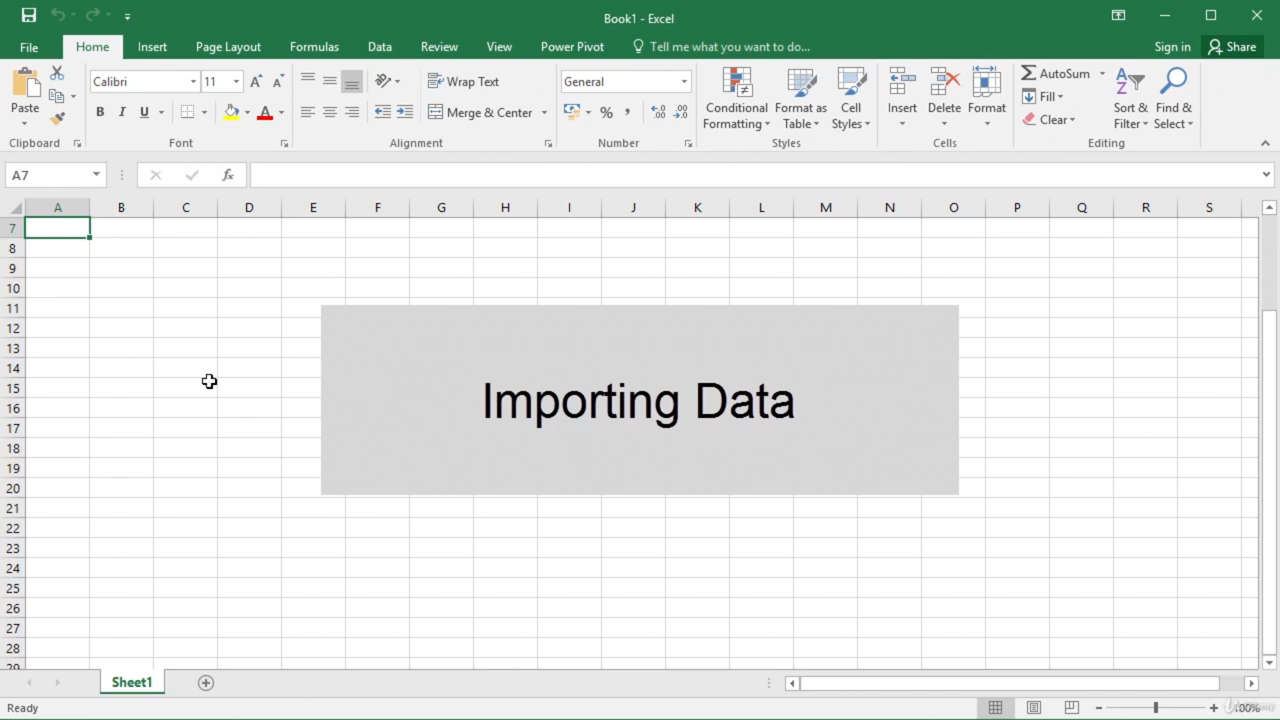 Book1 - Excel
File Home Insert Page Layout Formulas Data Review View Power Pivot Tell me what you want to do... Sign in Share
Calibri 11 Wrap Text General AutoSum
Paste Conditional Format as Cell Insert Delete Format Fill Sort & Find &
B I U Merge & Center % Formatting Table Styles Clear Filter Select
Clipboard Font Alignment Number Styles Cells Editing
A7 fx
A B C D E F G H I J K L M N O P Q R S
7
8
9
10
11
12
13
14
15
16
17
18
19
20
21
22
23
24
25
26
27
28
29
Importing Data
Sheet1
Ready 100%